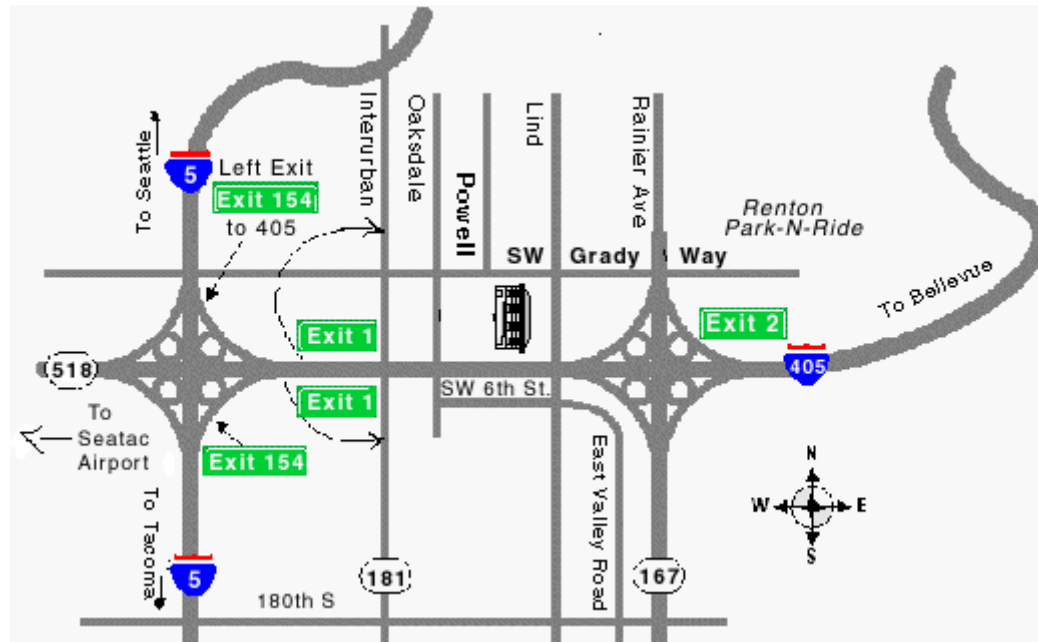 To Seattle
5
Left Exit
Exit 154
to 405
Interurban
Oaksdale
Powell
Lind
Rainier Ave
Renton
Park-N-Ride
SW Grady Way
Exit 1
Exit 2
To Bellevue
518
405
SW 6th St.
Exit 1
To
Seatac
Airport
Exit 154
East Valley Road
N
W E
S
To Tacoma
5
181
167
180th S